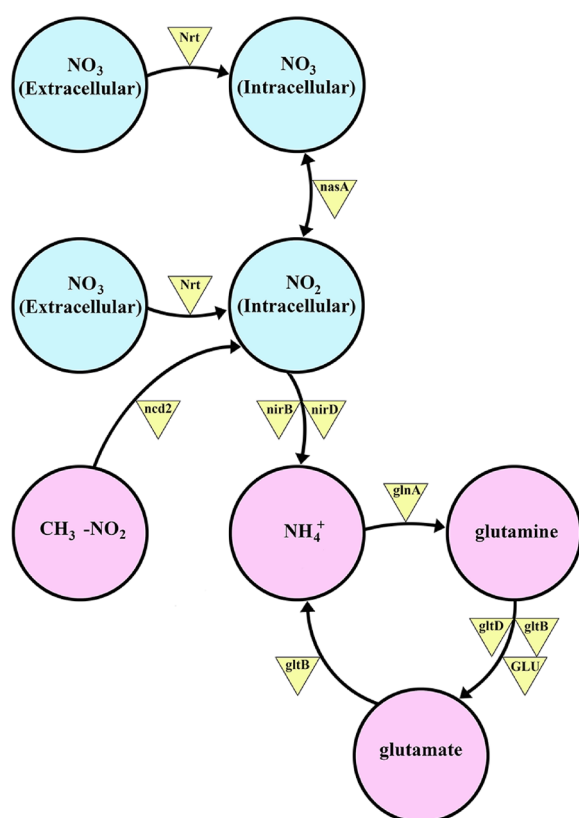 Nrt
NO₃
(Extracellular)
NO₃
(Intracellular)
nasA
NO₃
(Extracellular)
Nrt
NO₂
(Intracellular)
ncd2
nirB
nirD
CH₃ -NO₂
NH₄⁺
glnA
glutamine
gltD
gltB
GLU
gltB
glutamate